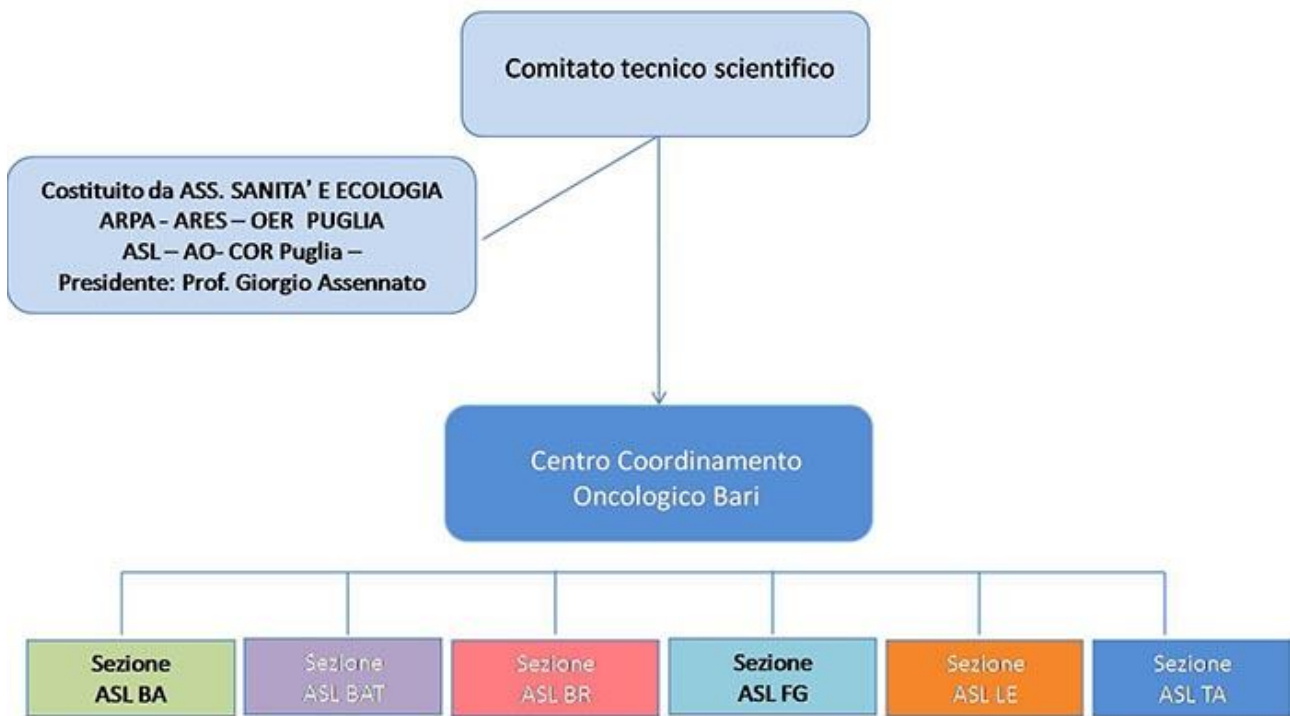 Comitato tecnico scientifico
Costituito da ASS. SANITA’ E ECOLOGIA
ARPA - ARES – OER PUGLIA
ASL – AO- COR Puglia –
Presidente: Prof. Giorgio Assennato
Centro Coordinamento
Oncologico Bari
Sezione
ASL BA
Sezione
ASL BAT
Sezione
ASL BR
Sezione
ASL FG
Sezione
ASL LE
Sezione
ASL TA